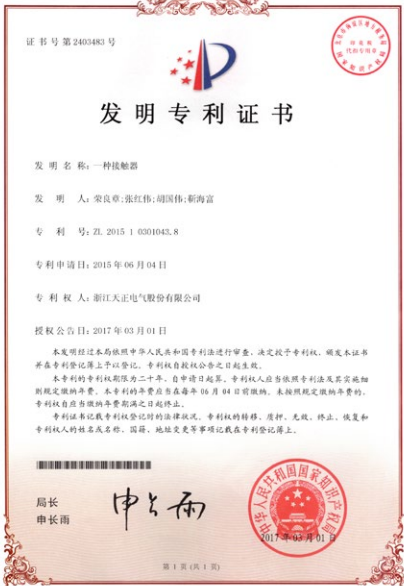 证书号第2403483号
发明专利证书
发明名称:一种接触器
发明人:荣良章;张红伟;胡国伟;靳海富
专利号:ZL 2015 1 0301043.8
专利申请日:2015年06月04日
专利权人:浙江天正电气股份有限公司
授权公告日:2017年03月01日
本发明经过本局依照中华人民共和国专利法进行审查，决定授予专利权，颁发本证书
并在专利登记簿上予以登记。专利权自授权公告之日起生效。
本专利的专利权期限为二十年，自申请日起算。专利权人应当依照专利法及其实施细
则规定缴纳年费。本专利的年费应当在每年06月04日前缴纳。未按照规定缴纳年费的，
专利权自应当缴纳年费期满之日起终止。
专利证书记载专利权登记时的法律状况。专利权的转移、质押、无效、终止、恢复和
专利权人的姓名或名称、国籍、地址变更等事项记载在专利登记簿上。
局长
申长雨
申长雨
中华人民共和国国家知识产权局
2017年03月01日
第1页(共1页)